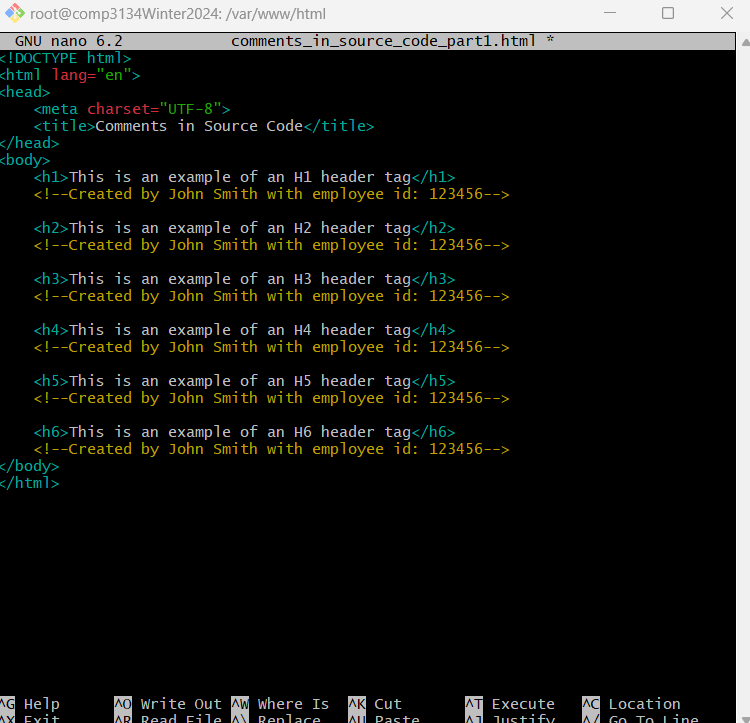 root@comp3134Winter2024: /var/www/html
GNU nano 6.2 comments_in_source_code_part1.html *
<!DOCTYPE html>
<html lang="en">
<head>
    <meta charset="UTF-8">
    <title>Comments in Source Code</title>
</head>
<body>
    <h1>This is an example of an H1 header tag</h1>
    <!--Created by John Smith with employee id: 123456-->

    <h2>This is an example of an H2 header tag</h2>
    <!--Created by John Smith with employee id: 123456-->

    <h3>This is an example of an H3 header tag</h3>
    <!--Created by John Smith with employee id: 123456-->

    <h4>This is an example of an H4 header tag</h4>
    <!--Created by John Smith with employee id: 123456-->

    <h5>This is an example of an H5 header tag</h5>
    <!--Created by John Smith with employee id: 123456-->

    <h6>This is an example of an H6 header tag</h6>
    <!--Created by John Smith with employee id: 123456-->
</body>
</html>
^G Help ^O Write Out ^W Where Is ^K Cut ^T Execute ^C Location
^X Exit ^R Read File ^\ Replace ^U Paste ^J Justify ^/ Go To Line